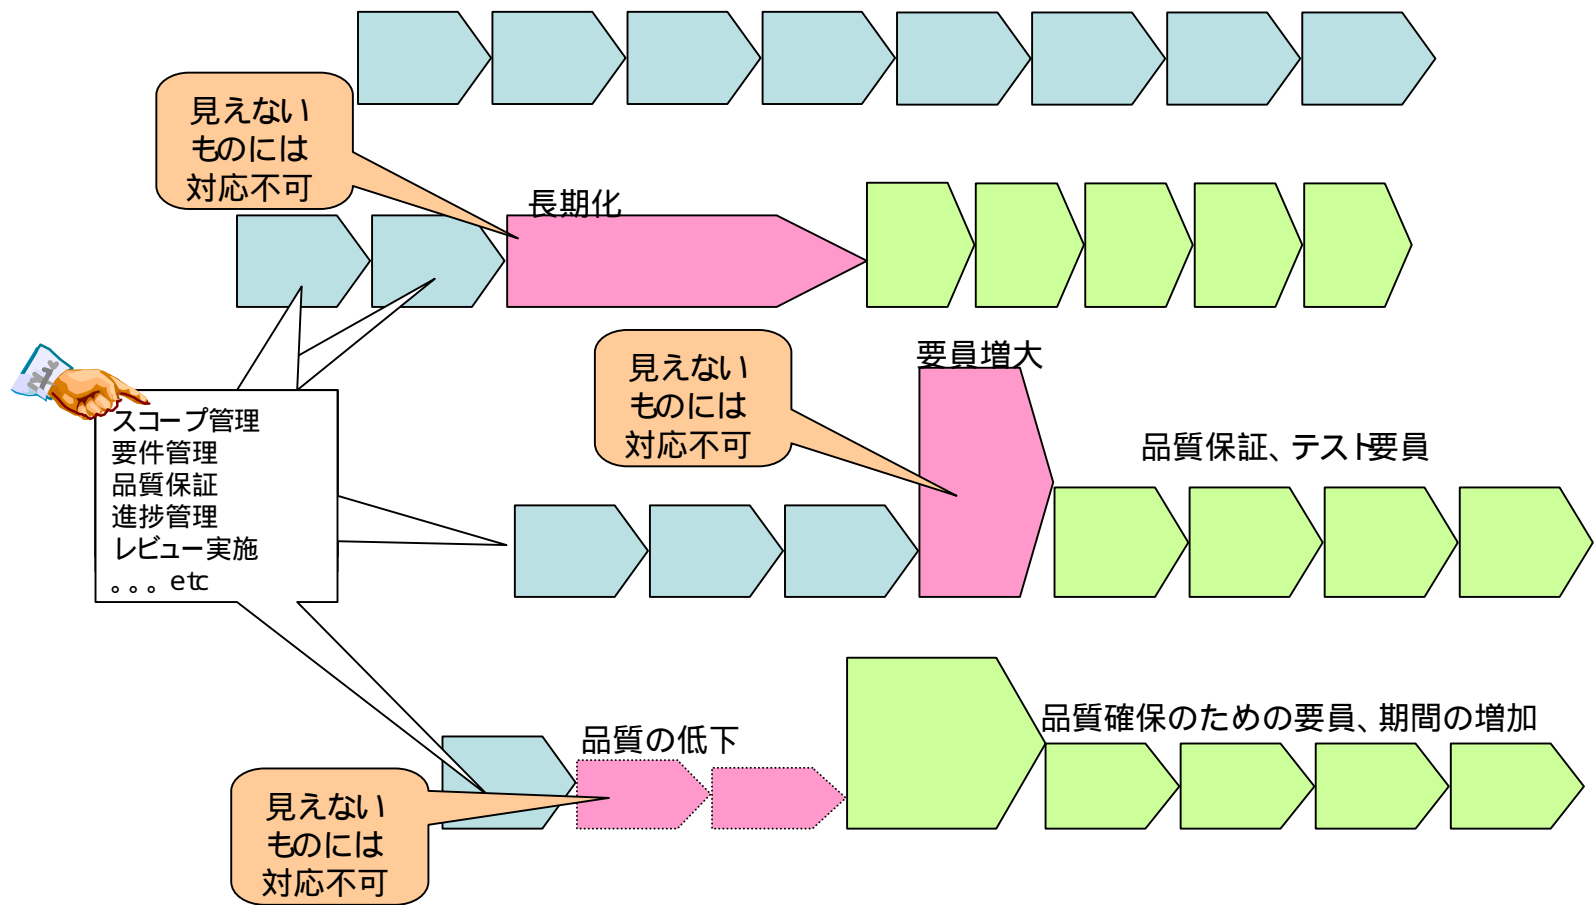 見えない
ものには
対応不可
長期化
見えない
ものには
対応不可
要員増大
スコープ管理
要件管理
品質保証
進捗管理
レビュー実施
。。。etc
品質保証、テスト要員
品質の低下
品質確保のための要員、期間の増加
見えない
ものには
対応不可